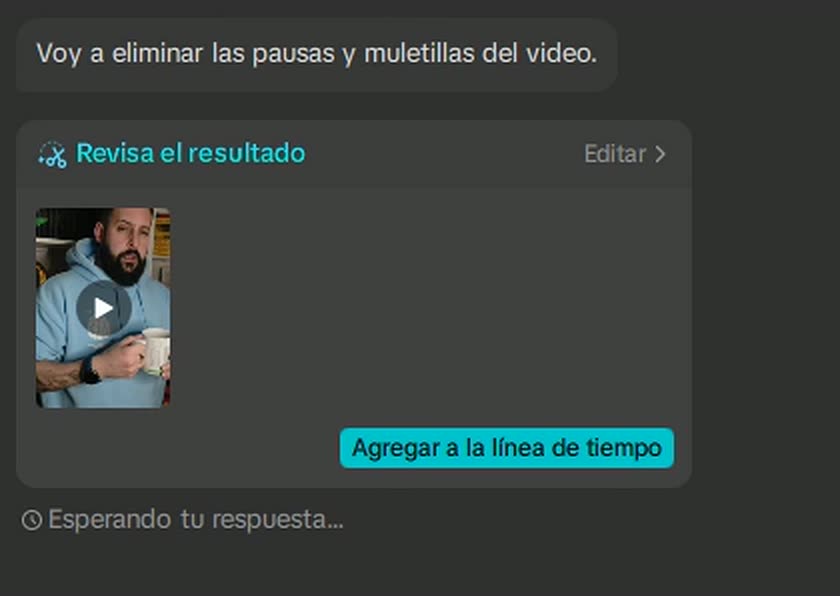 Voy a eliminar las pausas y muletillas del video.
Revisa el resultado
Editar
Agregar a la línea de tiempo
Esperando tu respuesta...